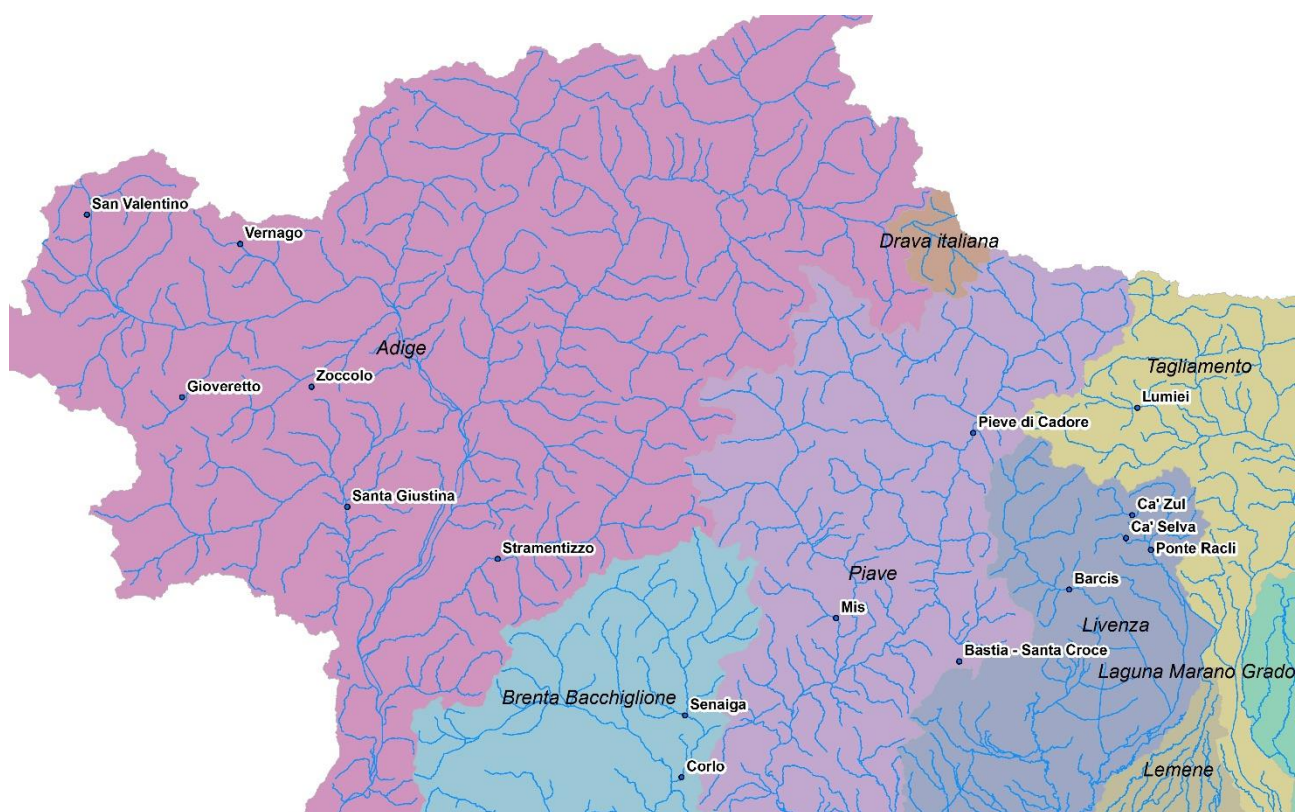 San Valentino
Vernago
Drava italiana
Adige
Tagliamento
Gioveretto
Zoccolo
Lumiei
Pieve di Cadore
Santa Giustina
Ca' Zul
Ca' Selva
Ponte Racli
Stramentizzo
Piave
Barcis
Mis
Livenza
Bastia - Santa Croce
Laguna Marano Grado
Brenta Bacchiglione
Senaiga
Corlo
Lemene